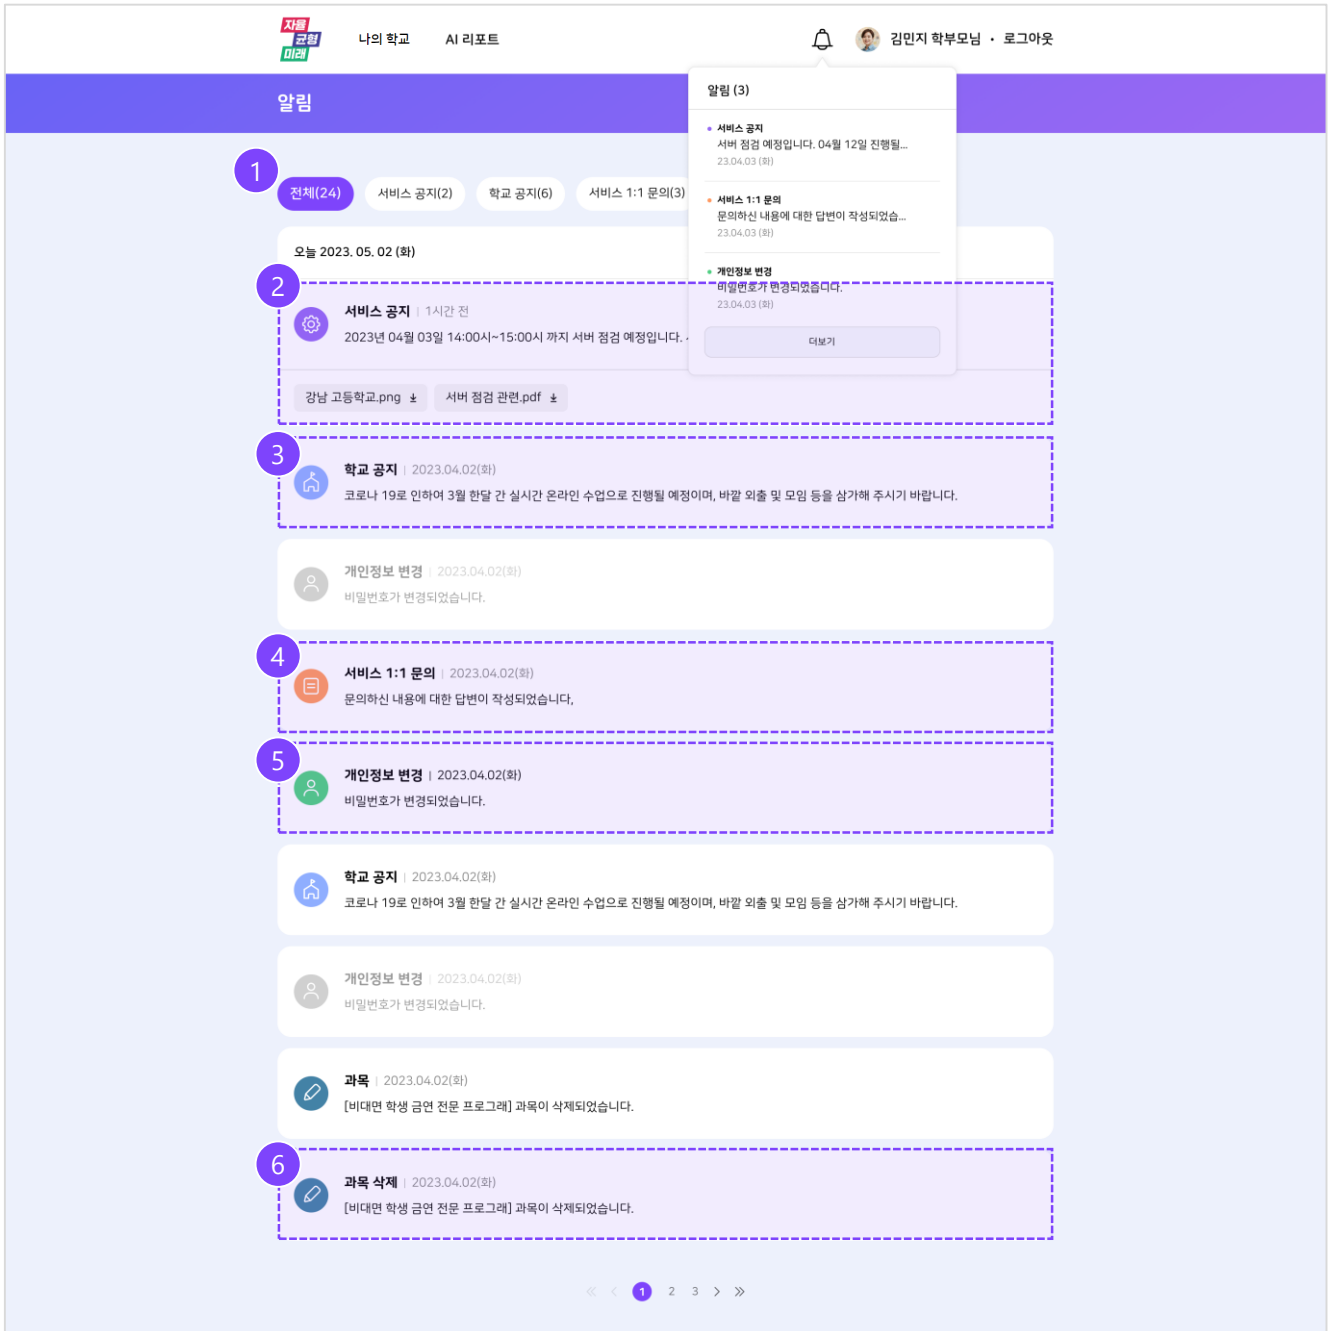 자율
균형
미래
나의 학교
AI 리포트
김민지 학부모님 • 로그아웃
알림
알림 (3)
서비스 공지
서버 점검 예정입니다. 04월 12일 진행될...
23.04.03 (화)
서비스 1:1 문의
문의하신 내용에 대한 답변이 작성되었습...
23.04.03 (화)
개인정보 변경
비밀번호가 변경되었습니다.
23.04.03 (화)
더보기
1
전체(24)
서비스 공지(2)
학교 공지(6)
서비스 1:1 문의(3)
오늘 2023. 05. 02 (화)
2
서비스 공지 | 1시간 전
2023년 04월 03일 14:00시~15:00시 까지 서버 점검 예정입니다.
강남 고등학교.png
서버 점검 관련.pdf
3
학교 공지 | 2023.04.02(화)
코로나 19로 인하여 3월 한달 간 실시간 온라인 수업으로 진행될 예정이며, 바깥 외출 및 모임 등을 삼가해 주시기 바랍니다.
개인정보 변경 | 2023.04.02(화)
비밀번호가 변경되었습니다.
4
서비스 1:1 문의 | 2023.04.02(화)
문의하신 내용에 대한 답변이 작성되었습니다,
5
개인정보 변경 | 2023.04.02(화)
비밀번호가 변경되었습니다.
학교 공지 | 2023.04.02(화)
코로나 19로 인하여 3월 한달 간 실시간 온라인 수업으로 진행될 예정이며, 바깥 외출 및 모임 등을 삼가해 주시기 바랍니다.
개인정보 변경 | 2023.04.02(화)
비밀번호가 변경되었습니다.
과목 | 2023.04.02(화)
[비대면 학생 금연 전문 프로그래] 과목이 삭제되었습니다.
6
과목 삭제 | 2023.04.02(화)
[비대면 학생 금연 전문 프로그래] 과목이 삭제되었습니다.
« < 1 2 3 > »